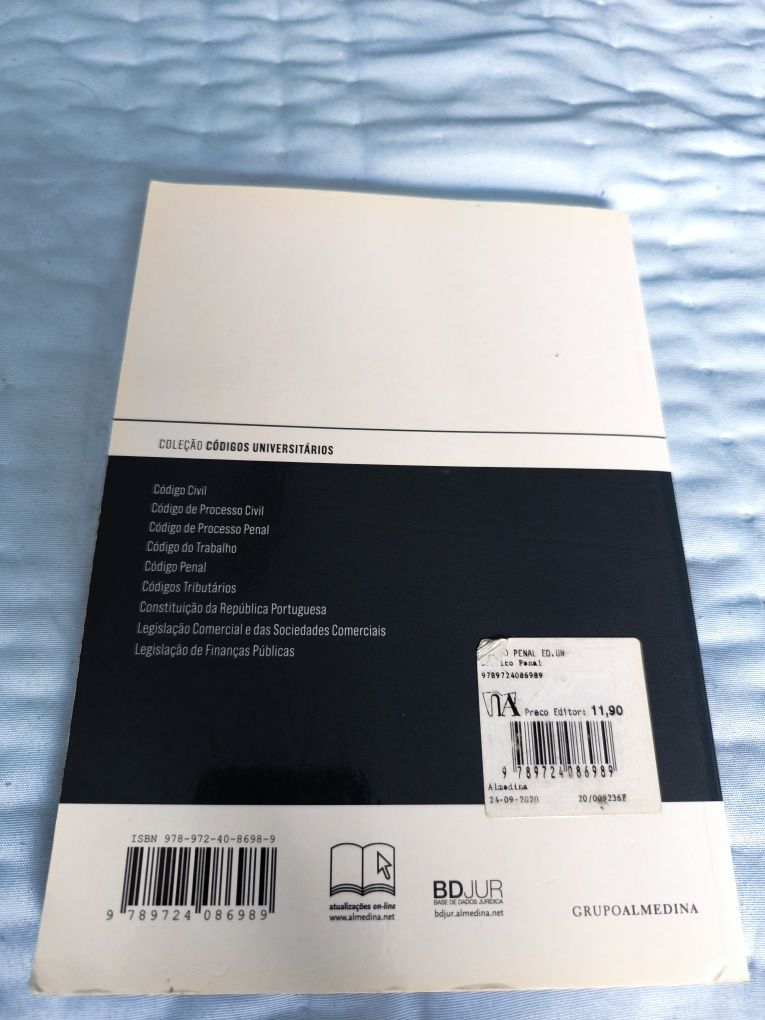 COLEÇÃO CÓDIGOS UNIVERSITÁRIOS
Código Civil
Código de Processo Civil
Código de Processo Penal
Código do Trabalho
Código Penal
Códigos Tributários
Constituição da República Portuguesa
Legislação Comercial e das Sociedades Comerciais
Legislação de Finanças Públicas
PENAL ED.UN
Penal
9789724086989
Preco Editor: 11,90
9 789724 086989
Almedina
24-09-2020 20/009236F
ISBN 978-972-40-8698-9
9 789724 086989
atualizações on-line
www.almedina.net
BDJUR
BASE DE DADOS JURÍDICA
bdjur.almedina.net
GRUPOALMEDINA